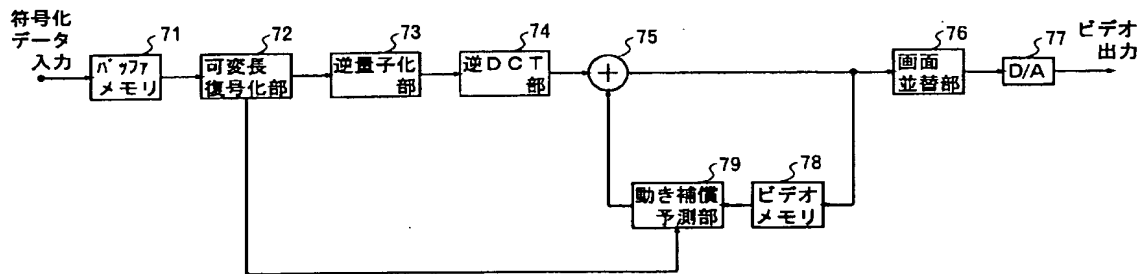 符号化
データ
入力
71
バッファ
メモリ
72
可変長
復号化部
73
逆量子化
部
74
逆DCT
部
75
+
76
画面
並替部
77
D/A
ビデオ
出力
79
動き補償
予測部
78
ビデオ
メモリ